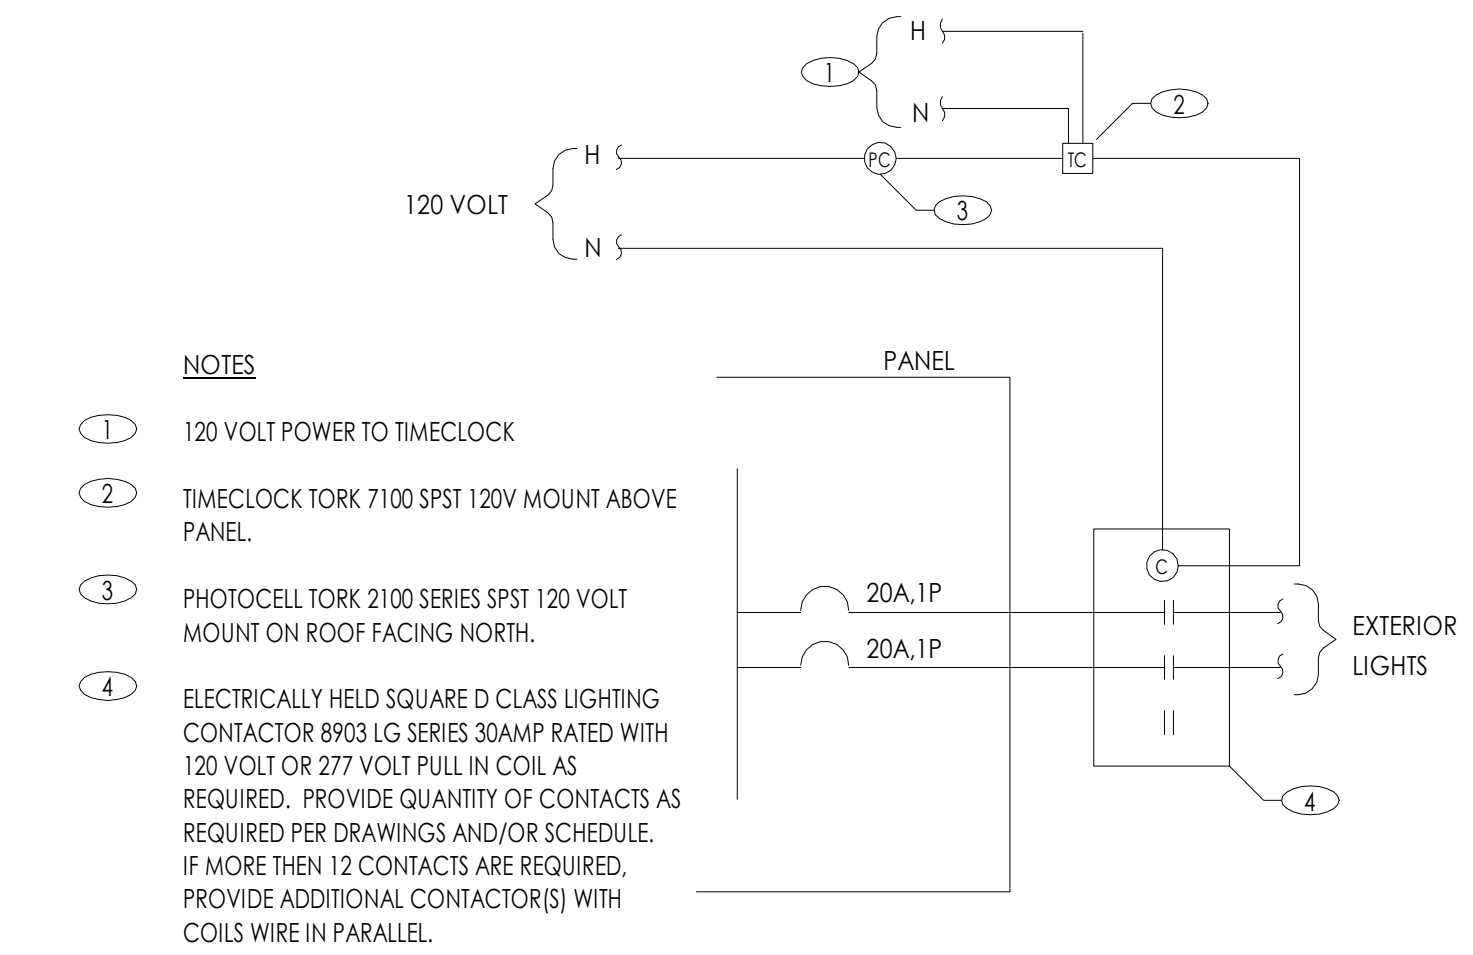 H
1
N
2
H
PC
TC
120 VOLT
3
N
PANEL
NOTES
1 120 VOLT POWER TO TIMECLOCK
2 TIMECLOCK TORK 7100 SPST 120V MOUNT ABOVE
PANEL.
3 PHOTOCELL TORK 2100 SERIES SPST 120 VOLT
MOUNT ON ROOF FACING NORTH.
4 ELECTRICALLY HELD SQUARE D CLASS LIGHTING
CONTACTOR 8903 LG SERIES 30AMP RATED WITH
120 VOLT OR 277 VOLT PULL IN COIL AS
REQUIRED. PROVIDE QUANTITY OF CONTACTS AS
REQUIRED PER DRAWINGS AND/OR SCHEDULE.
IF MORE THEN 12 CONTACTS ARE REQUIRED,
PROVIDE ADDITIONAL CONTACTOR(S) WITH
COILS WIRE IN PARALLEL.
C
20A,1P
20A,1P
EXTERIOR
LIGHTS
4